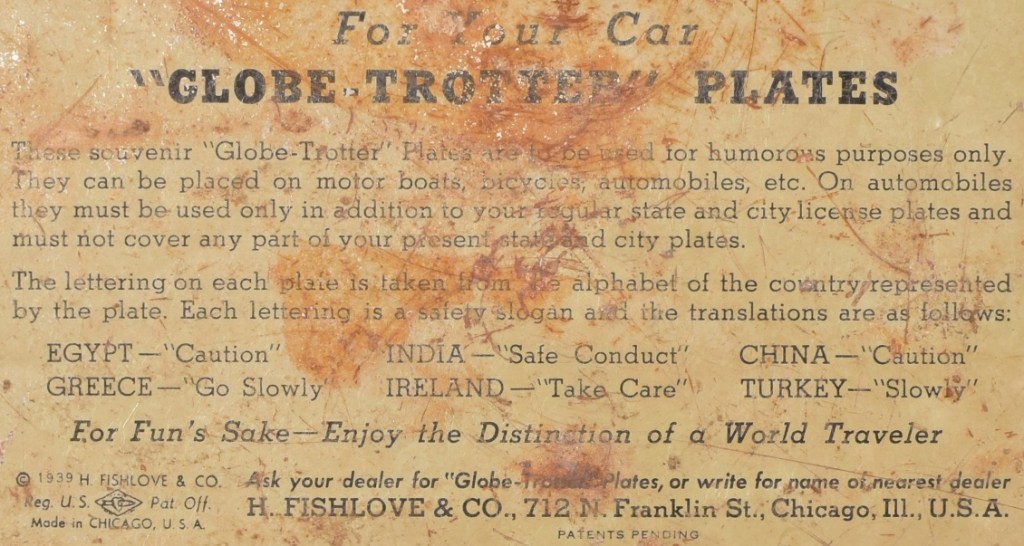 For Your Car
"GLOBE-TROTTER" PLATES
These souvenir "Globe-Trotter" Plates are to be used for humorous purposes only.
They can be placed on motor boats, bicycles, automobiles, etc. On automobiles
they must be used only in addition to your regular state and city license plates and
must not cover any part of your present state and city plates.
The lettering on each plate is taken from the alphabet of the country represented
by the plate. Each lettering is a safety slogan and the translations are as follows:
EGYPT—"Caution" INDIA—"Safe Conduct" CHINA—"Caution"
GREECE—"Go Slowly" IRELAND—"Take Care" TURKEY—"Slowly"
For Fun's Sake—Enjoy the Distinction of a World Traveler
© 1939 H. FISHLOVE & CO.
Reg. U.S. Pat. Off.
Made in CHICAGO, U.S.A.
Ask your dealer for "Globe-Trotter" Plates, or write for name of nearest dealer
H. FISHLOVE & CO., 712 N. Franklin St., Chicago, Ill., U.S.A.
PATENTS PENDING